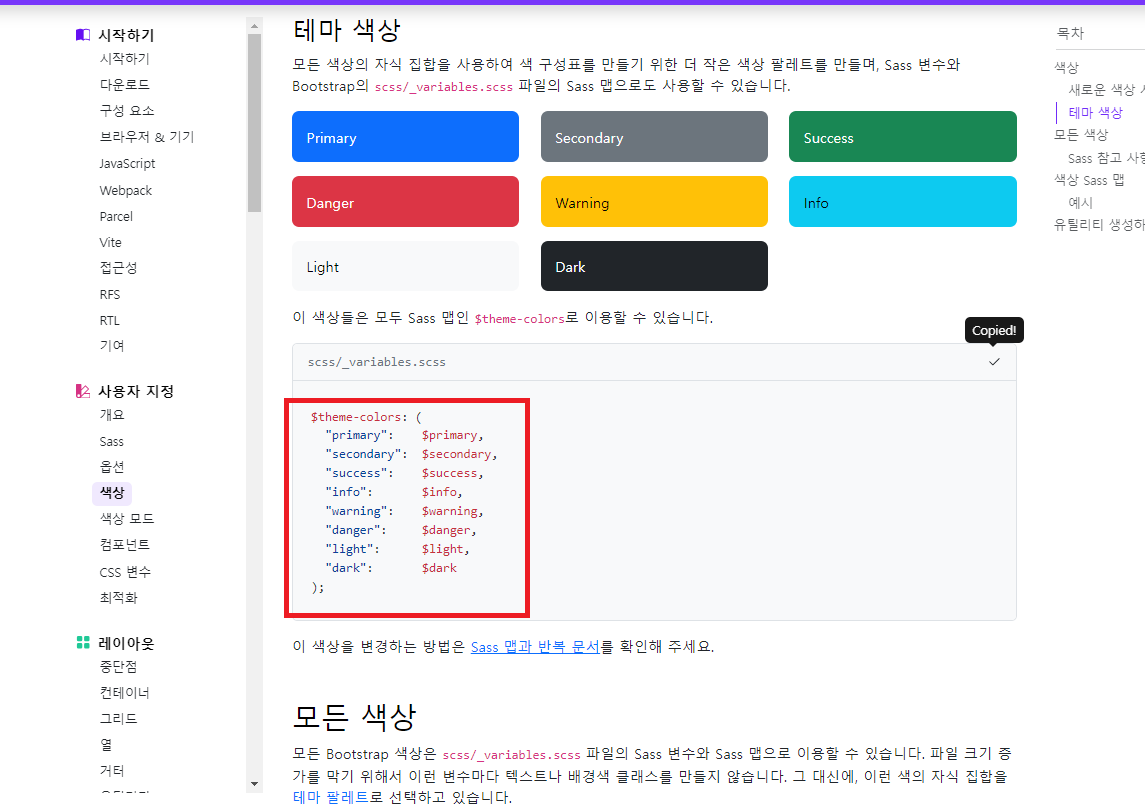 시작하기
시작하기
다운로드
구성 요소
브라우저 & 기기
JavaScript
Webpack
Parcel
Vite
접근성
RFS
RTL
기여
사용자 지정
개요
Sass
옵션
색상
색상 모드
컴포넌트
CSS 변수
최적화
레이아웃
중단점
컨테이너
그리드
열
거터
테마 색상
모든 색상의 자식 집합을 사용하여 색 구성표를 만들기 위한 더 작은 색상 팔레트를 만들며, Sass 변수와
Bootstrap의 scss/_variables.scss 파일의 Sass 맵으로도 사용할 수 있습니다.
Primary
Secondary
Success
Danger
Warning
Info
Light
Dark
이 색상들은 모두 Sass 맵인 $theme-colors로 이용할 수 있습니다.
Copied!
scss/_variables.scss
$theme-colors: (
"primary": $primary,
"secondary": $secondary,
"success": $success,
"info": $info,
"warning": $warning,
"danger": $danger,
"light": $light,
"dark": $dark
);
이 색상을 변경하는 방법은 Sass 맵과 반복 문서를 확인해 주세요.
모든 색상
모든 Bootstrap 색상은 scss/_variables.scss 파일의 Sass 변수와 Sass 맵으로 이용할 수 있습니다. 파일 크기 증
가를 막기 위해서 이런 변수마다 텍스트나 배경색 클래스를 만들지 않습니다. 그 대신에, 이런 색의 자식 집합을
테마 팔레트로 선택하고 있습니다.
목차
색상
새로운 색상
테마 색상
모든 색상
Sass 참고 사항
색상 Sass 맵
예시
유틸리티 생성하